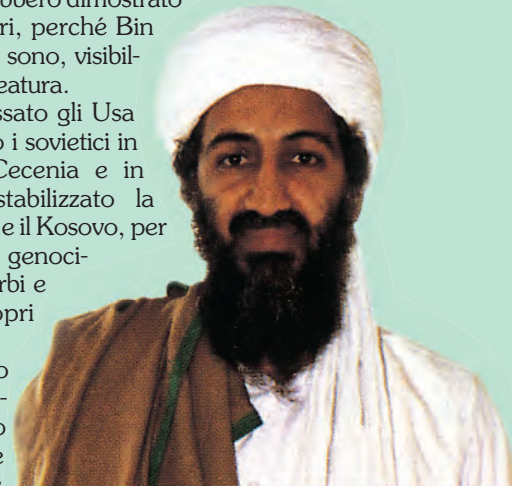 bbero dimostrato
ri, perché Bin
sono, visibil-
eatura.
ssato gli Usa
o i sovietici in
Cecenia e in
stabilizzato la
e il Kosovo, per
genoci-
rbi e
opri
o
-
o
e